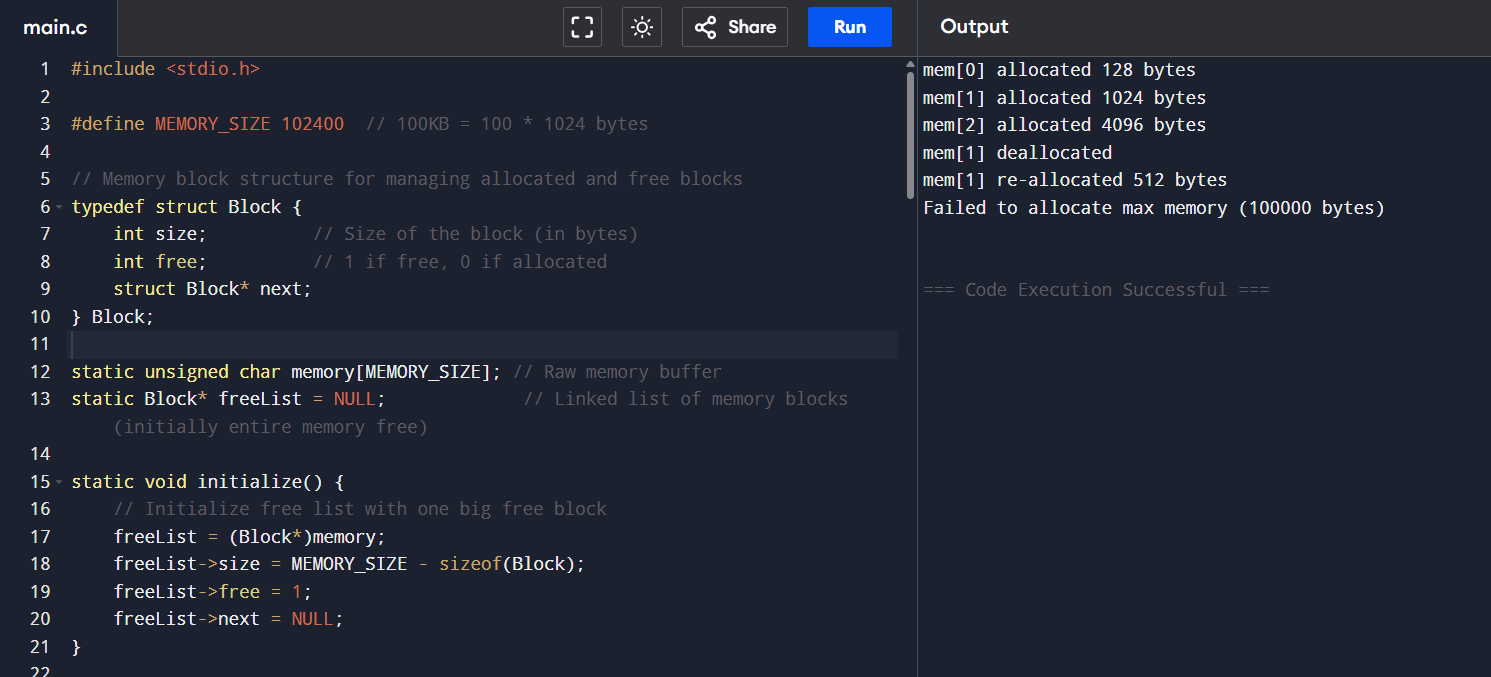 main.c
Share
Run
Output
1 #include <stdio.h>
2
3 #define MEMORY_SIZE 102400  // 100KB = 100 * 1024 bytes
4
5 // Memory block structure for managing allocated and free blocks
6 typedef struct Block {
7     int size;          // Size of the block (in bytes)
8     int free;          // 1 if free, 0 if allocated
9     struct Block* next;
10 } Block;
11
12 static unsigned char memory[MEMORY_SIZE]; // Raw memory buffer
13 static Block* freeList = NULL;             // Linked list of memory blocks
    (initially entire memory free)
14
15 static void initialize() {
16     // Initialize free list with one big free block
17     freeList = (Block*)memory;
18     freeList->size = MEMORY_SIZE - sizeof(Block);
19     freeList->free = 1;
20     freeList->next = NULL;
21 }
22
mem[0] allocated 128 bytes
mem[1] allocated 1024 bytes
mem[2] allocated 4096 bytes
mem[1] deallocated
mem[1] re-allocated 512 bytes
Failed to allocate max memory (100000 bytes)
=== Code Execution Successful ===